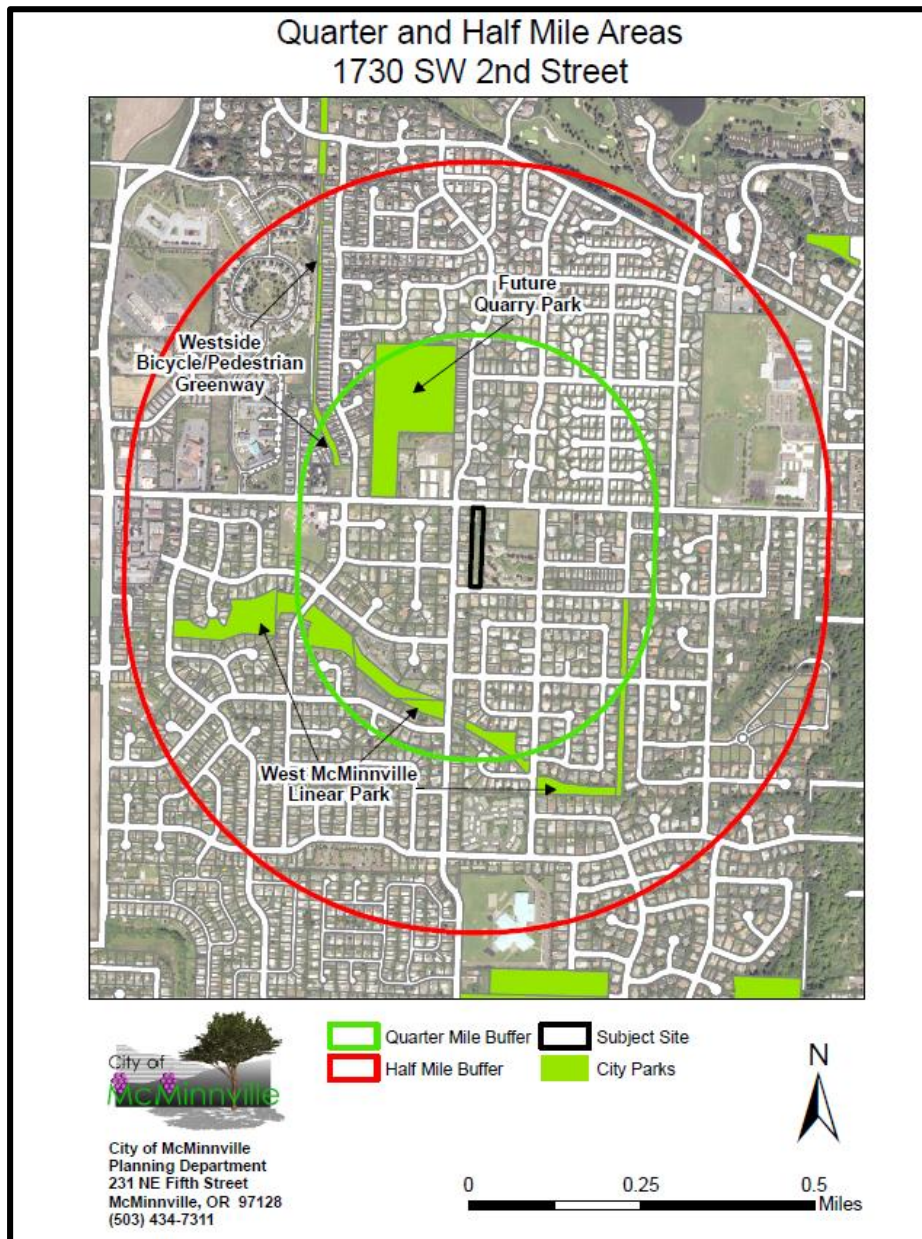 Quarter and Half Mile Areas
1730 SW 2nd Street
Future
Quarry Park
Westside
Bicycle/Pedestrian
Greenway
West McMinnville
Linear Park
City of
McMinnville
Quarter Mile Buffer
Subject Site
Half Mile Buffer
City Parks
N
City of McMinnville
Planning Department
231 NE Fifth Street
McMinnville, OR 97128
(503) 434-7311
0 0.25 0.5
Miles